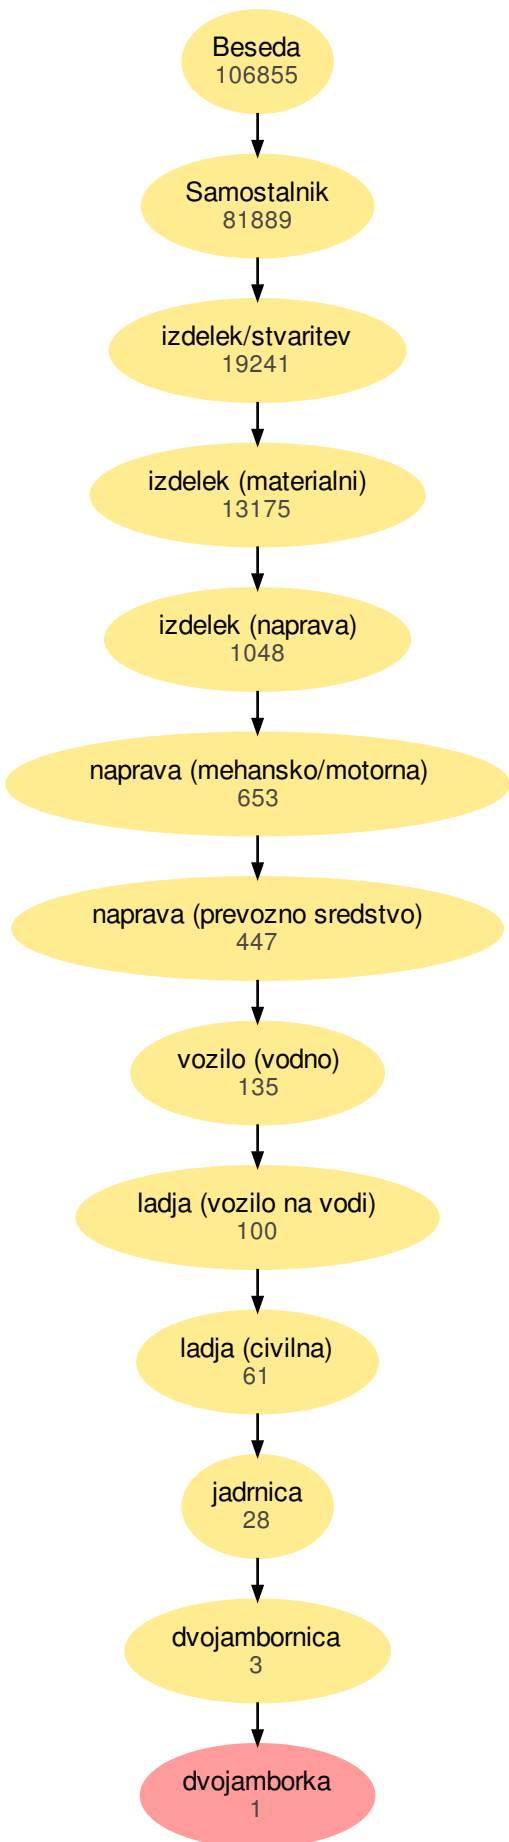 Beseda
106855
Samostalnik
81889
izdelek/stvaritev
19241
izdelek (materialni)
13175
izdelek (naprava)
1048
naprava (mehansko/motorna)
653
naprava (prevozno sredstvo)
447
vozilo (vodno)
135
ladja (vozilo na vodi)
100
ladja (civilna)
61
jadrnica
28
dvojambornica
3
dvojamborka
1